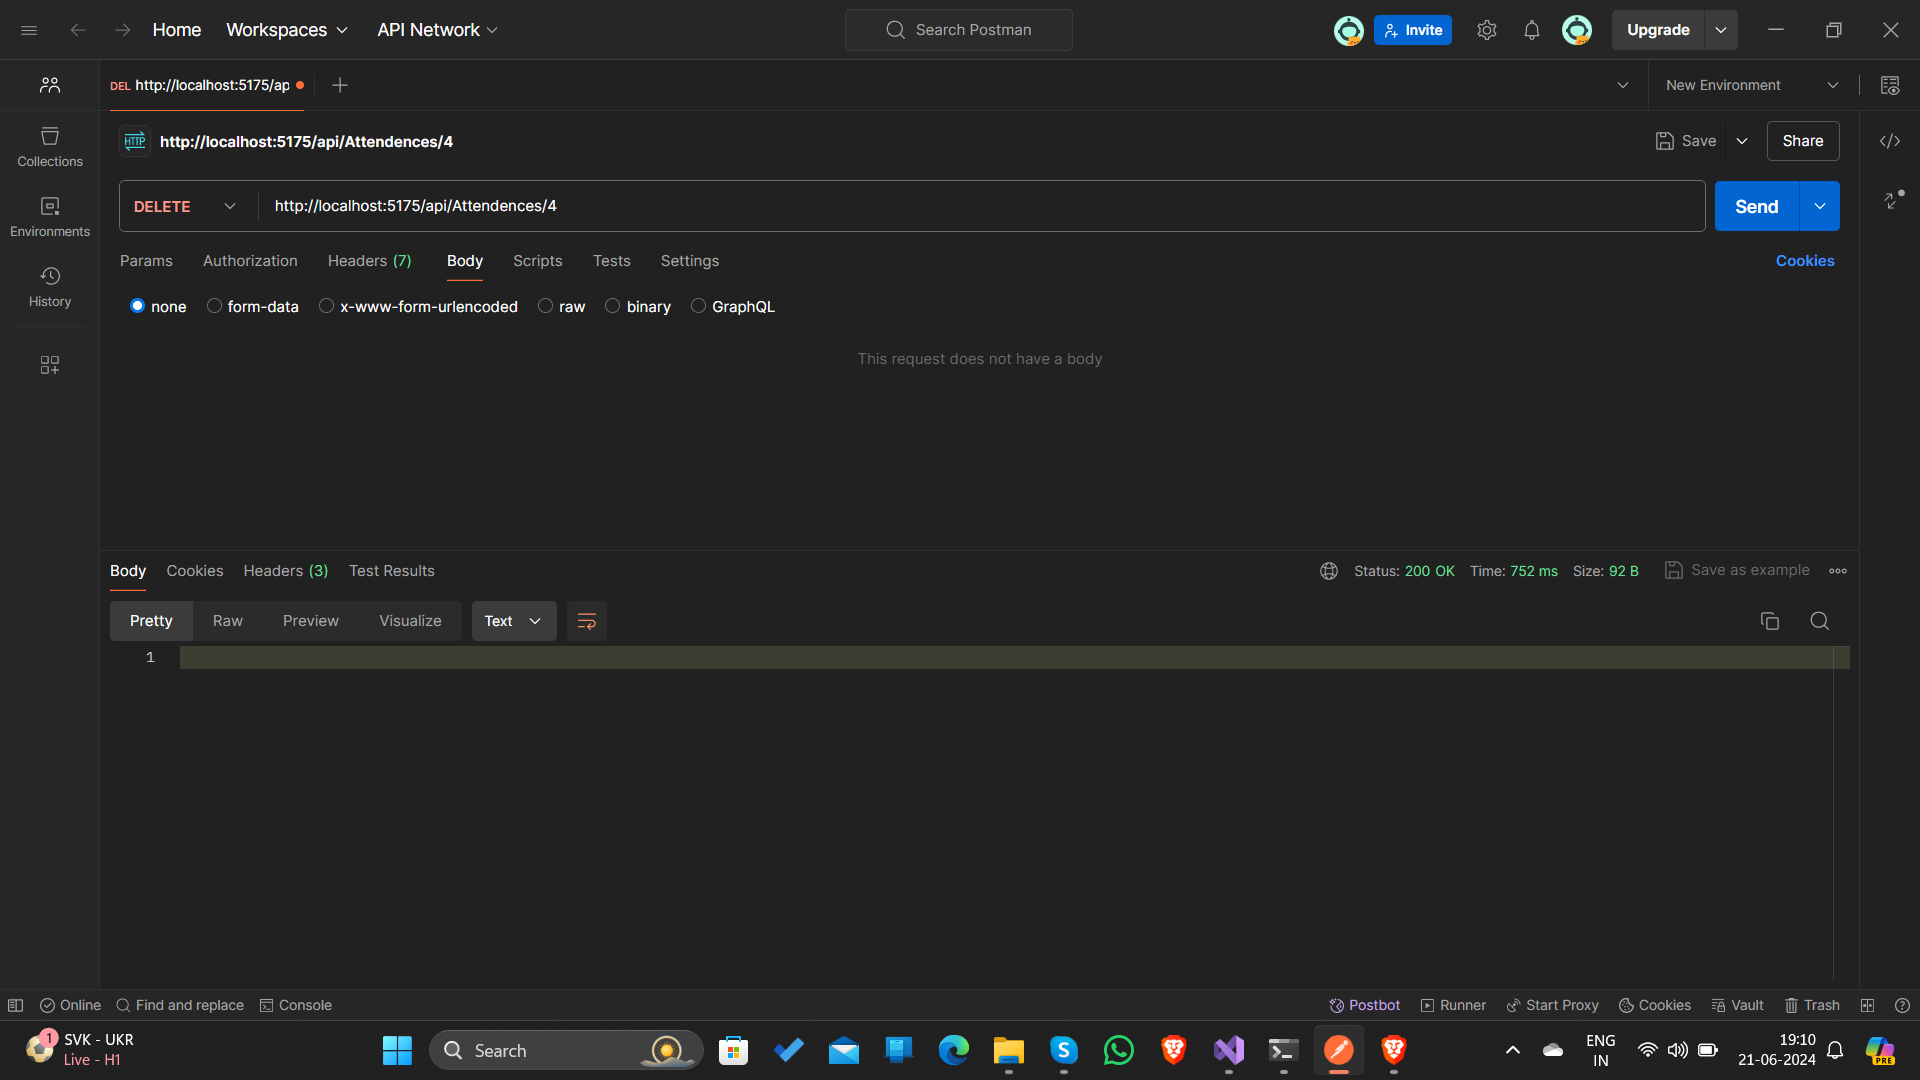 Home Workspaces API Network Search Postman Invite Upgrade
DEL http://localhost:5175/ap New Environment
HTTP http://localhost:5175/api/Attendences/4 Save Share
Collections
DELETE http://localhost:5175/api/Attendences/4 Send
Environments
Params Authorization Headers (7) Body Scripts Tests Settings Cookies
History
none form-data x-www-form-urlencoded raw binary GraphQL
This request does not have a body
Body Cookies Headers (3) Test Results Status: 200 OK Time: 752 ms Size: 92 B Save as example
Pretty Raw Preview Visualize Text
1
Online Find and replace Console Postbot Runner Start Proxy Cookies Vault Trash
1 SVK - UKR
Live - H1
Search
S
ENG
IN
19:10
21-06-2024
PRE